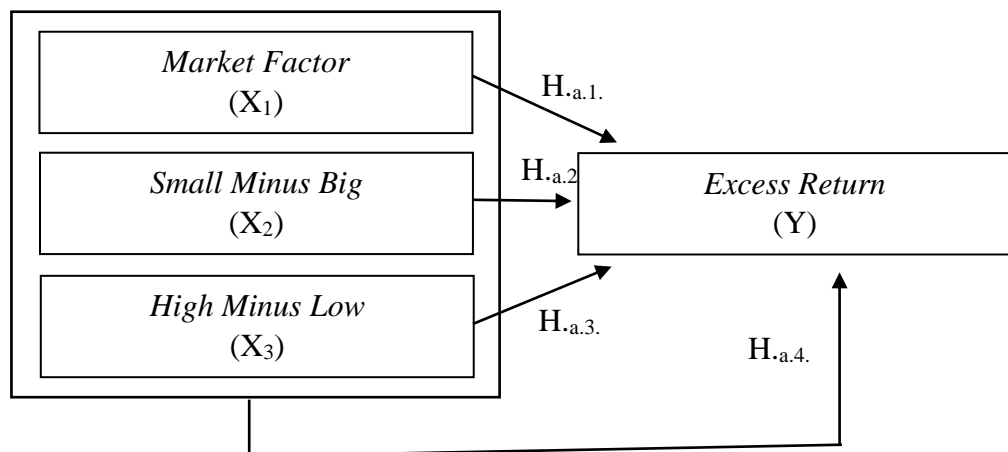 Market Factor
(X₁)
H.a.1.
Small Minus Big
(X₂)
H.a.2
Excess Return
(Y)
High Minus Low
(X₃)
H.a.3.
H.a.4.